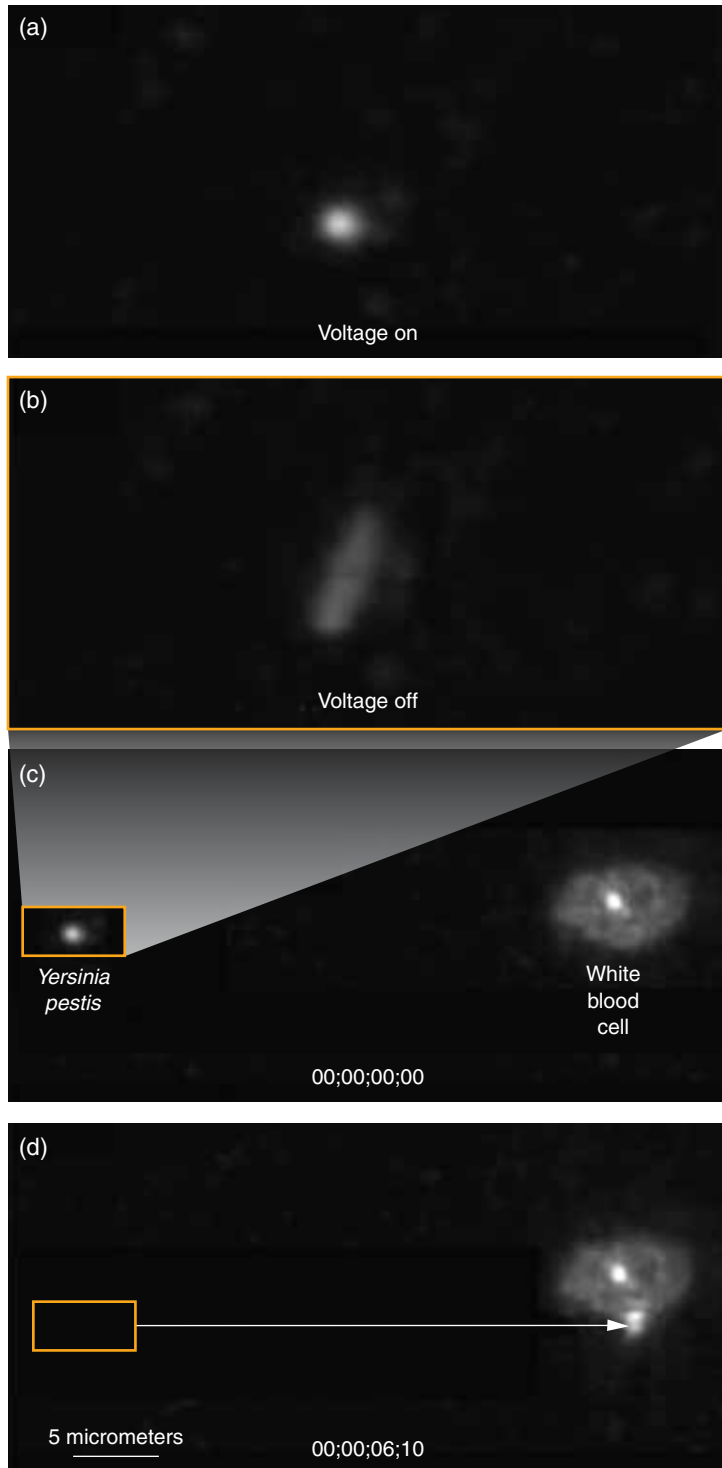 (a)
Voltage on
(b)
Voltage off
(c)
Yersinia
pestis
White
blood
cell
00;00;00;00
(d)
5 micrometers
00;00;06;10